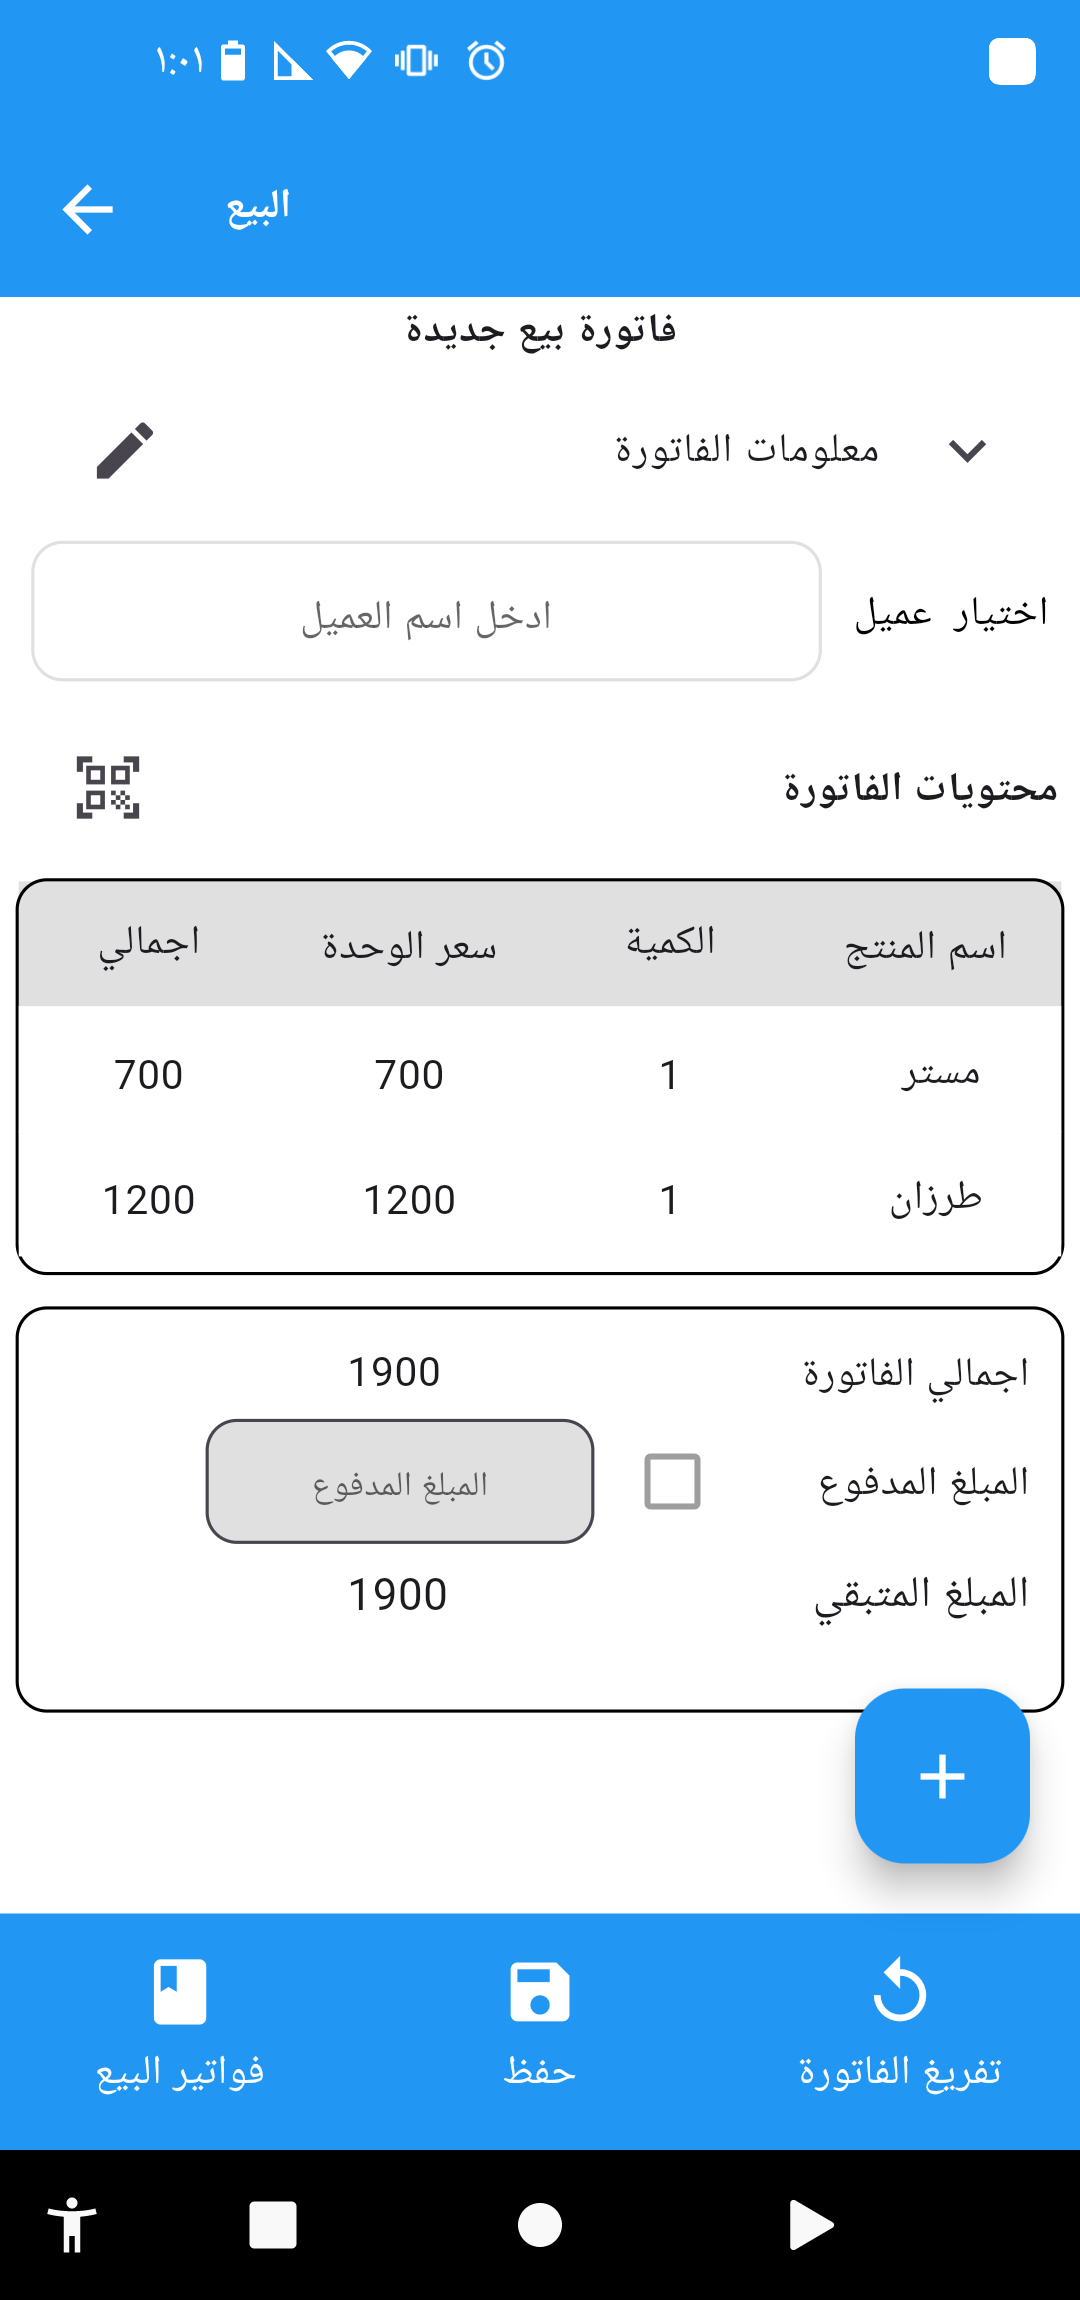 ١:٠١
البيع
فاتورة بيع جديدة
معلومات الفاتورة
اختيار عميل ادخل اسم العميل
محتويات الفاتورة
اسم المنتج الكمية سعر الوحدة اجمالي
مستر 1 700 700
طرزان 1 1200 1200
اجمالي الفاتورة 1900
المبلغ المدفوع المبلغ المدفوع
المبلغ المتبقي 1900
تفريغ الفاتورة حفظ فواتير البيع